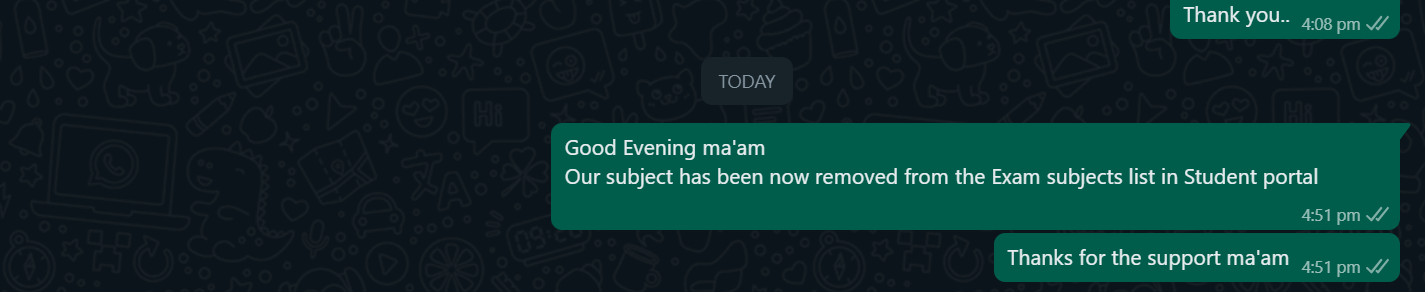 Thank you..
4:08 pm
TODAY
Good Evening ma'am
Our subject has been now removed from the Exam subjects list in Student portal
4:51 pm
Thanks for the support ma'am
4:51 pm